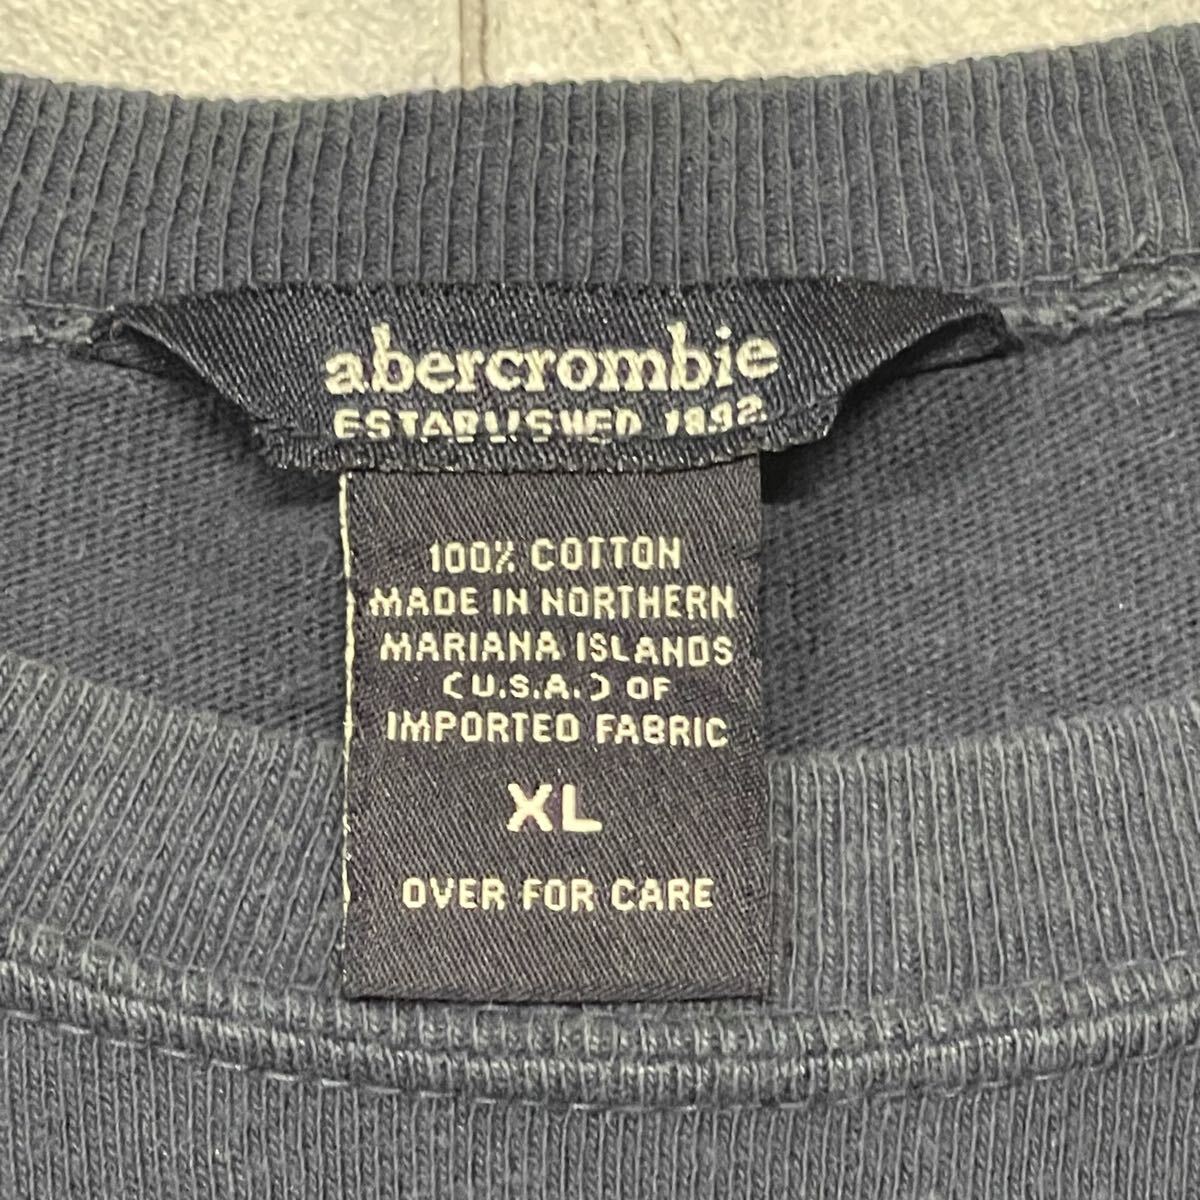 abercrombie
ESTABLISHED 1892
100% COTTON
MADE IN NORTHERN
MARIANA ISLANDS
(U.S.A.) OF
IMPORTED FABRIC
XL
OVER FOR CARE